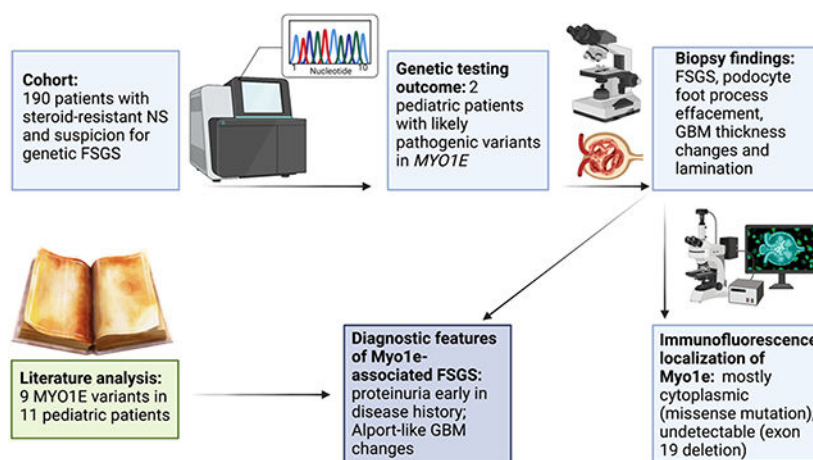 Cohort:
190 patients with
steroid-resistant NS
and suspicion for
genetic FSGS
1 10
Nucleotide
Genetic testing
outcome: 2
pediatric patients
with likely
pathogenic variants
in MYO1E
Biopsy findings:
FSGS, podocyte
foot process
effacement,
GBM thickness
changes and
lamination
Literature analysis:
9 MYO1E variants in
11 pediatric patients
Diagnostic features
of Myo1e-
associated FSGS:
proteinuria early in
disease history;
Alport-like GBM
changes
Immunofluorescence
localization of
Myo1e: mostly
cytoplasmic
(missense mutation),
undetectable (exon
19 deletion)